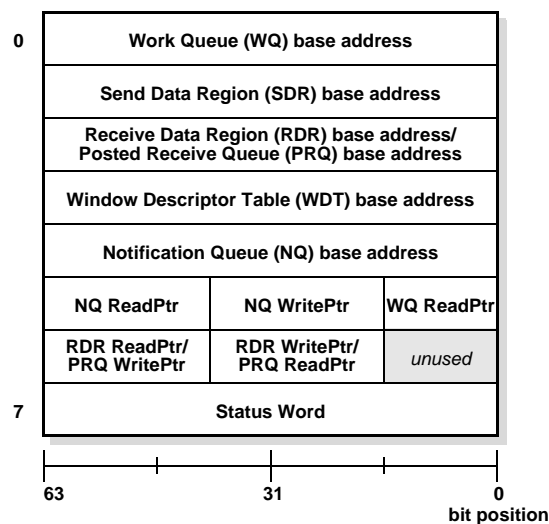 0
Work Queue (WQ) base address
Send Data Region (SDR) base address
Receive Data Region (RDR) base address/
Posted Receive Queue (PRQ) base address
Window Descriptor Table (WDT) base address
Notification Queue (NQ) base address
NQ ReadPtr
NQ WritePtr
WQ ReadPtr
RDR ReadPtr/
PRQ WritePtr
RDR WritePtr/
PRQ ReadPtr
unused
7
Status Word
63
31
0
bit position